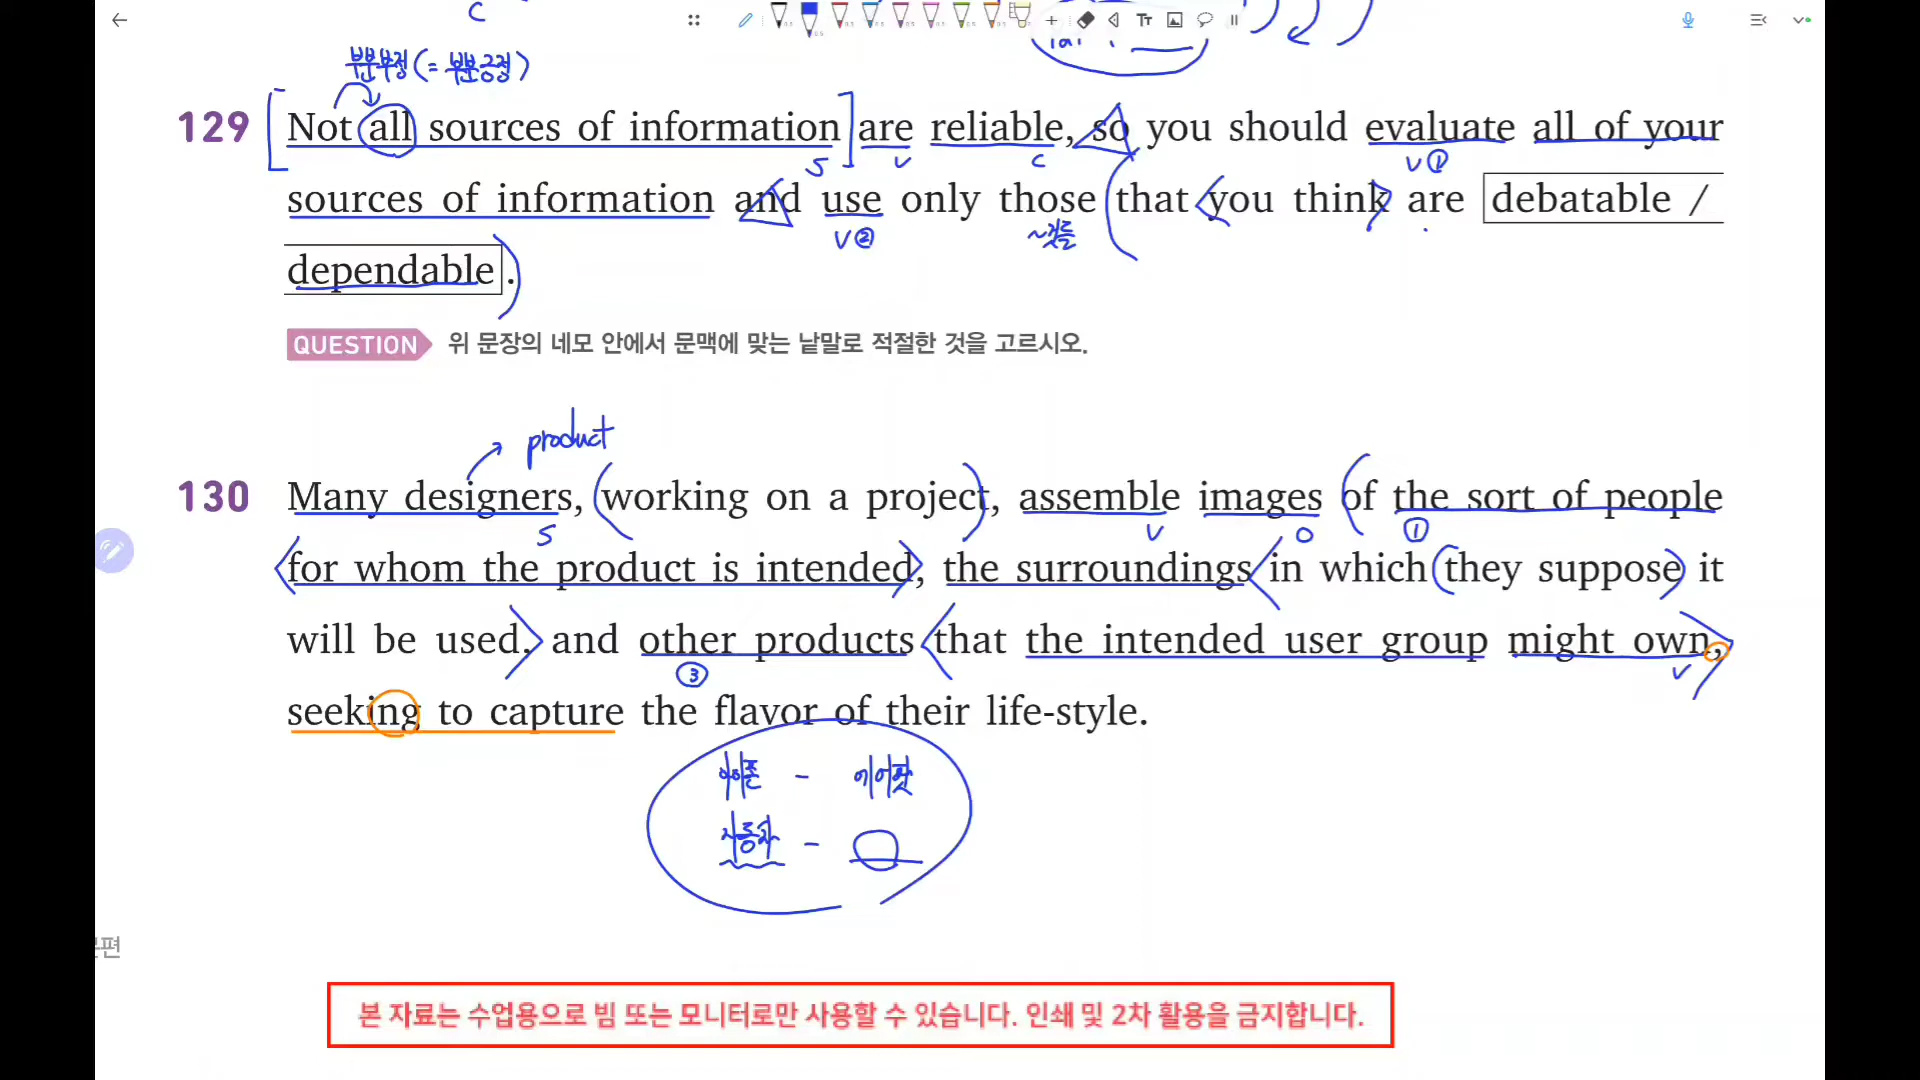 C
부분부정 (= 부분긍정)
129 Not all sources of information are reliable, so you should evaluate all of your
S V C V①
sources of information and use only those that you think are debatable /
V② ~것들
dependable.
QUESTION 위 문장의 네모 안에서 문맥에 맞는 낱말로 적절한 것을 고르시오.
product
130 Many designers, working on a project, assemble images of the sort of people
S V O ①
for whom the product is intended, the surroundings in which they suppose it
will be used, and other products that the intended user group might own,
③ V
seeking to capture the flavor of their life-style.
아이폰 - 에어팟
자동차 -
편
본 자료는 수업용으로 빔 또는 모니터로만 사용할 수 있습니다. 인쇄 및 2차 활용을 금지합니다.